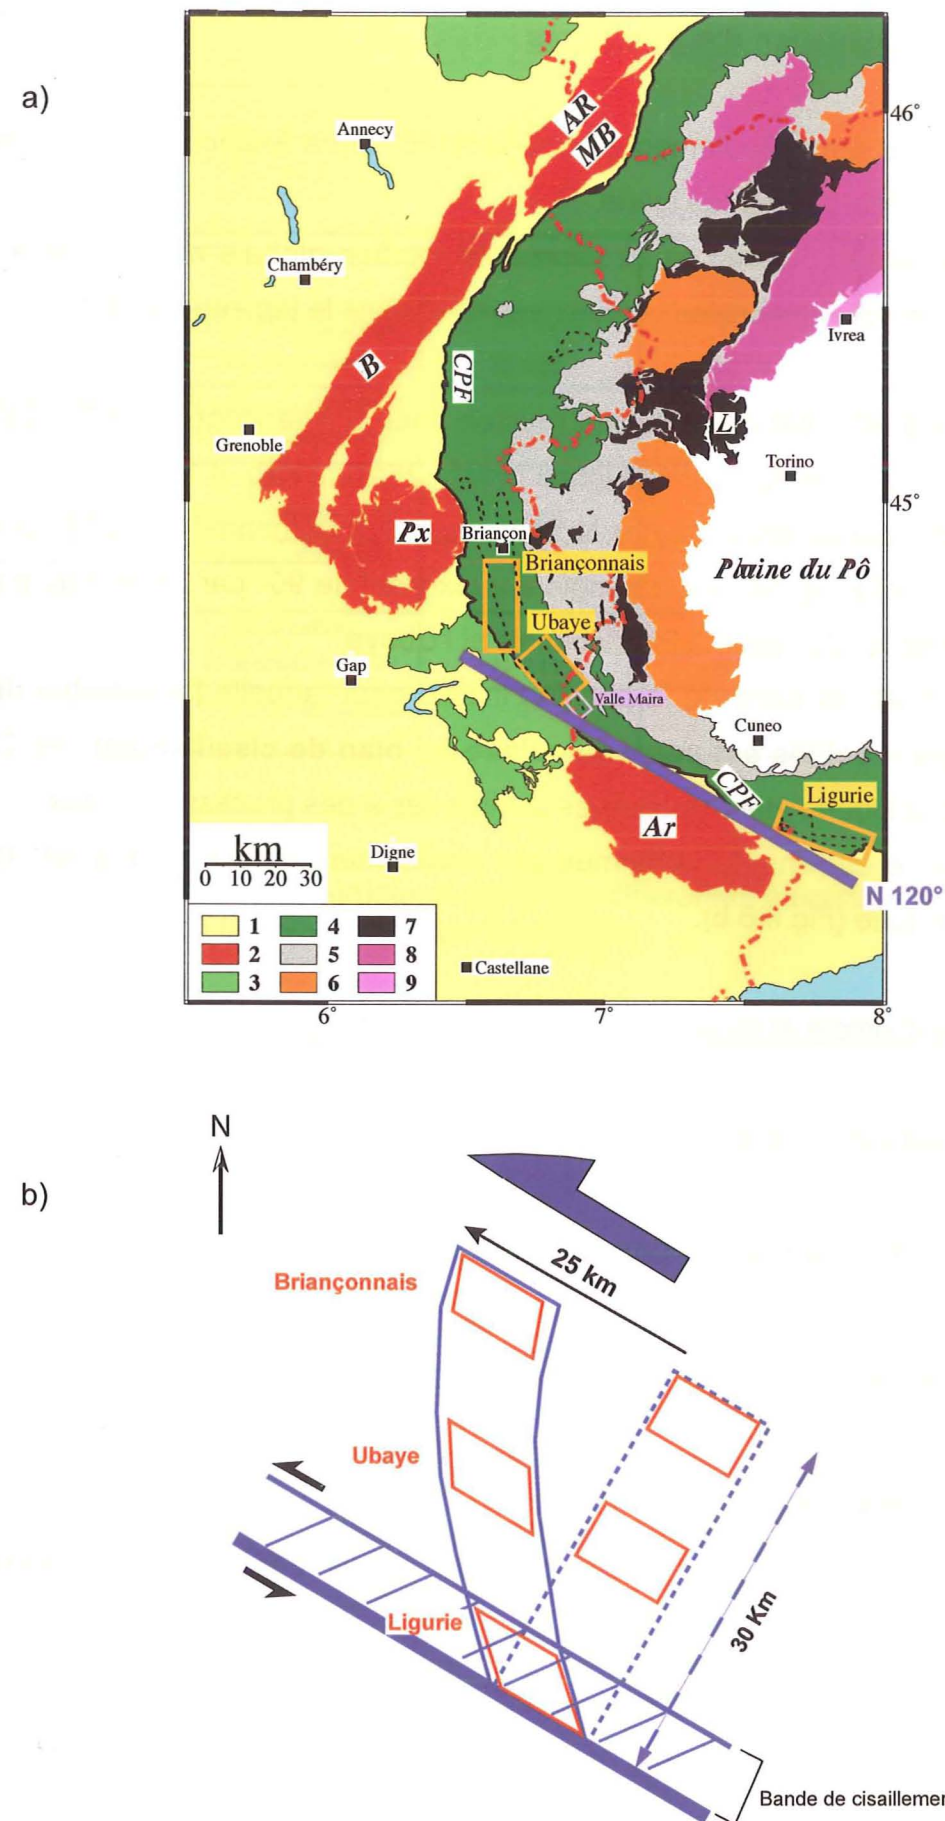 a)
46°
AR
MB
Annecy
Chambéry
Ivrea
B
CPF
L
Grenoble
Torino
45°
Px
Briançon
Briançonnais
Plaine du Pô
Ubaye
Gap
Valle Maira
Cuneo
CPF
Ligurie
Ar
km
0 10 20 30
Digne
N 120°
1 4 7
2 5 8
3 6 9
Castellane
6° 7° 8°
N
b)
25 km
Briançonnais
Ubaye
30 Km
Ligurie
Bande de cisaillemen